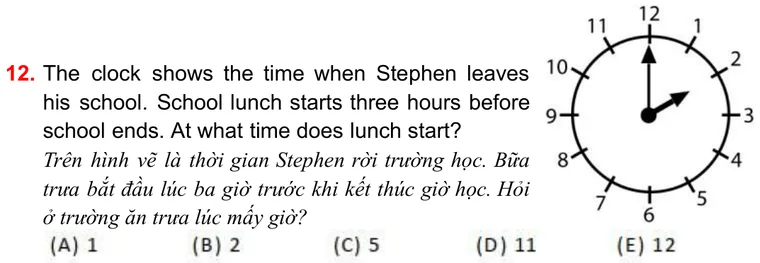 12. The clock shows the time when Stephen leaves
his school. School lunch starts three hours before
school ends. At what time does lunch start?
Trên hình vẽ là thời gian Stephen rời trường học. Bữa
trưa bắt đầu lúc ba giờ trước khi kết thúc giờ học. Hỏi
ở trường ăn trưa lúc mấy giờ?
12
11 1
10 2
9 3
8 4
7 5
6
(A) 1 (B) 2 (C) 5 (D) 11 (E) 12